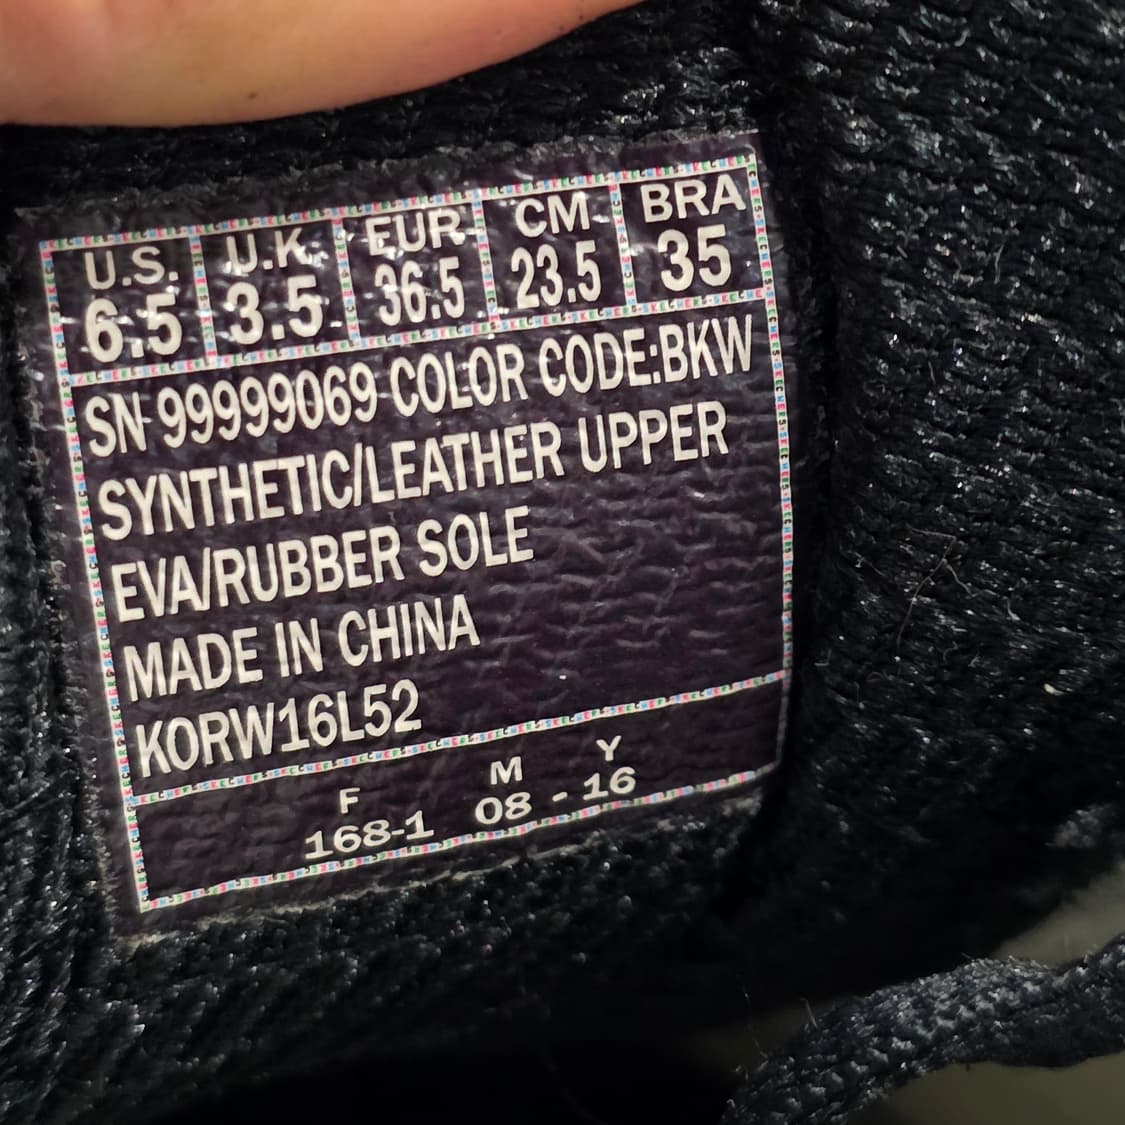 U.S. U.K. EUR CM BRA
6.5 3.5 36.5 23.5 35
SN 99999069 COLOR CODE:BKW
SYNTHETIC/LEATHER UPPER
EVA/RUBBER SOLE
MADE IN CHINA
KORW16L52
F M Y
168-1 08 - 16